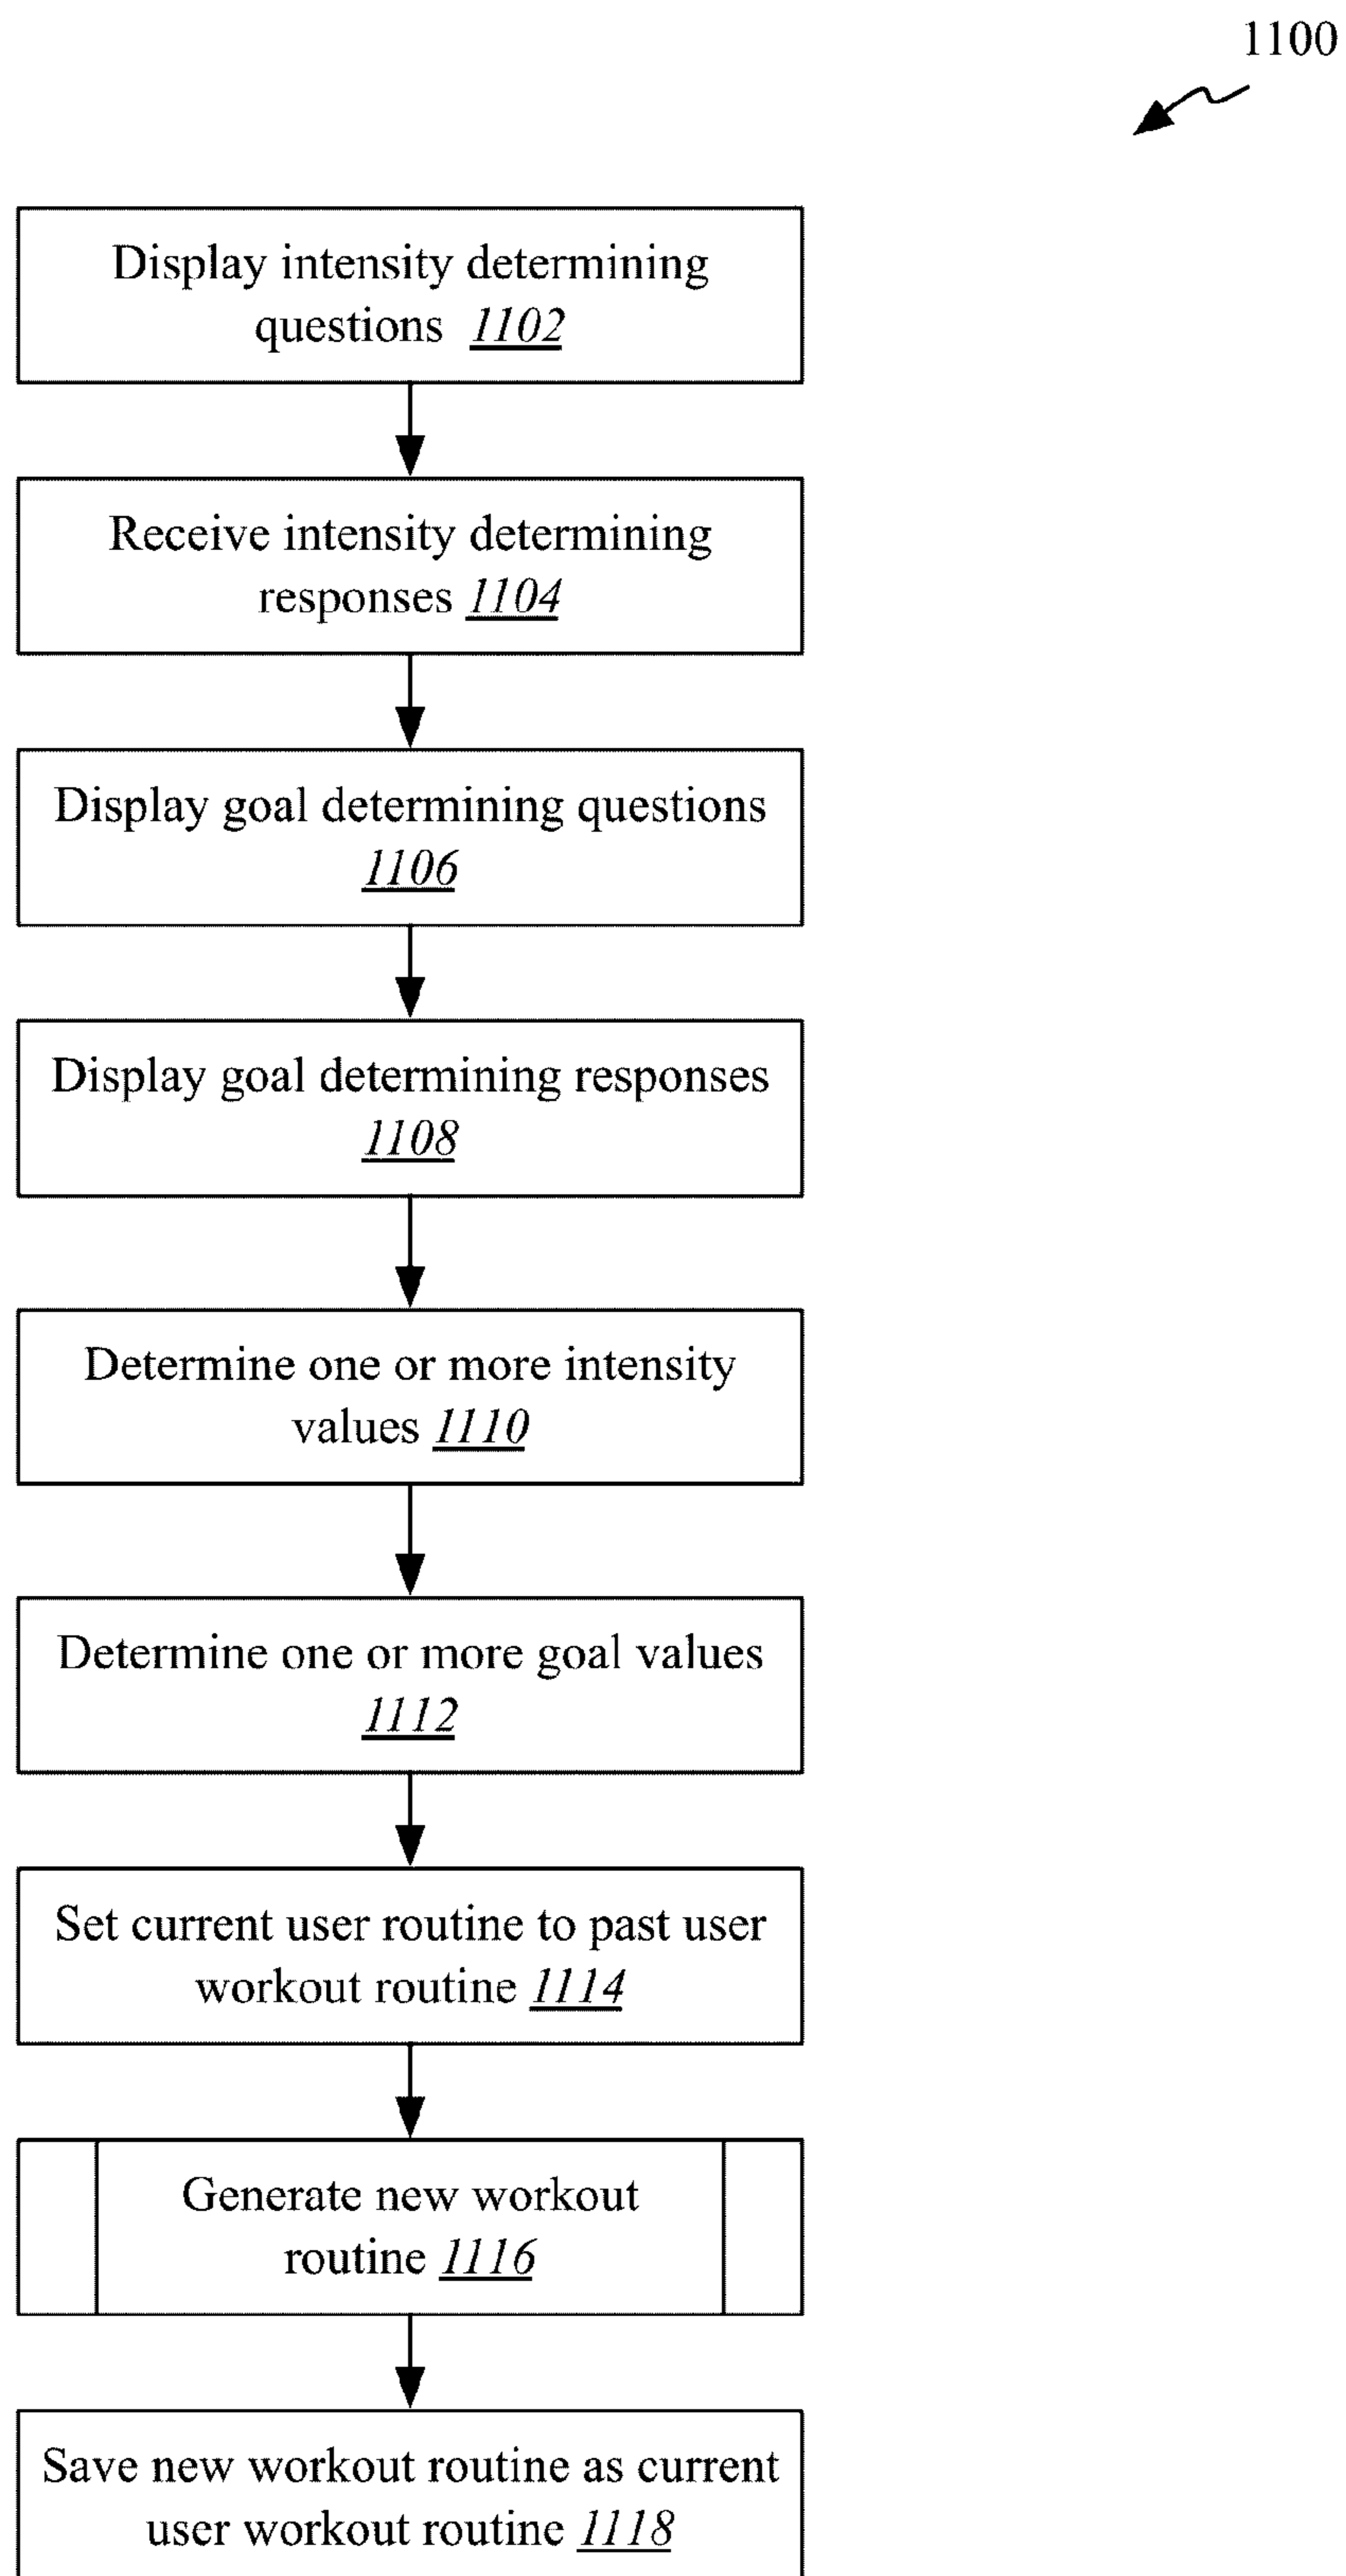 1100
Display intensity determining
questions 1102
Receive intensity determining
responses 1104
Display goal determining questions
1106
Display goal determining responses
1108
Determine one or more intensity
values 1110
Determine one or more goal values
1112
Set current user routine to past user
workout routine 1114
Generate new workout
routine 1116
Save new workout routine as current
user workout routine 1118